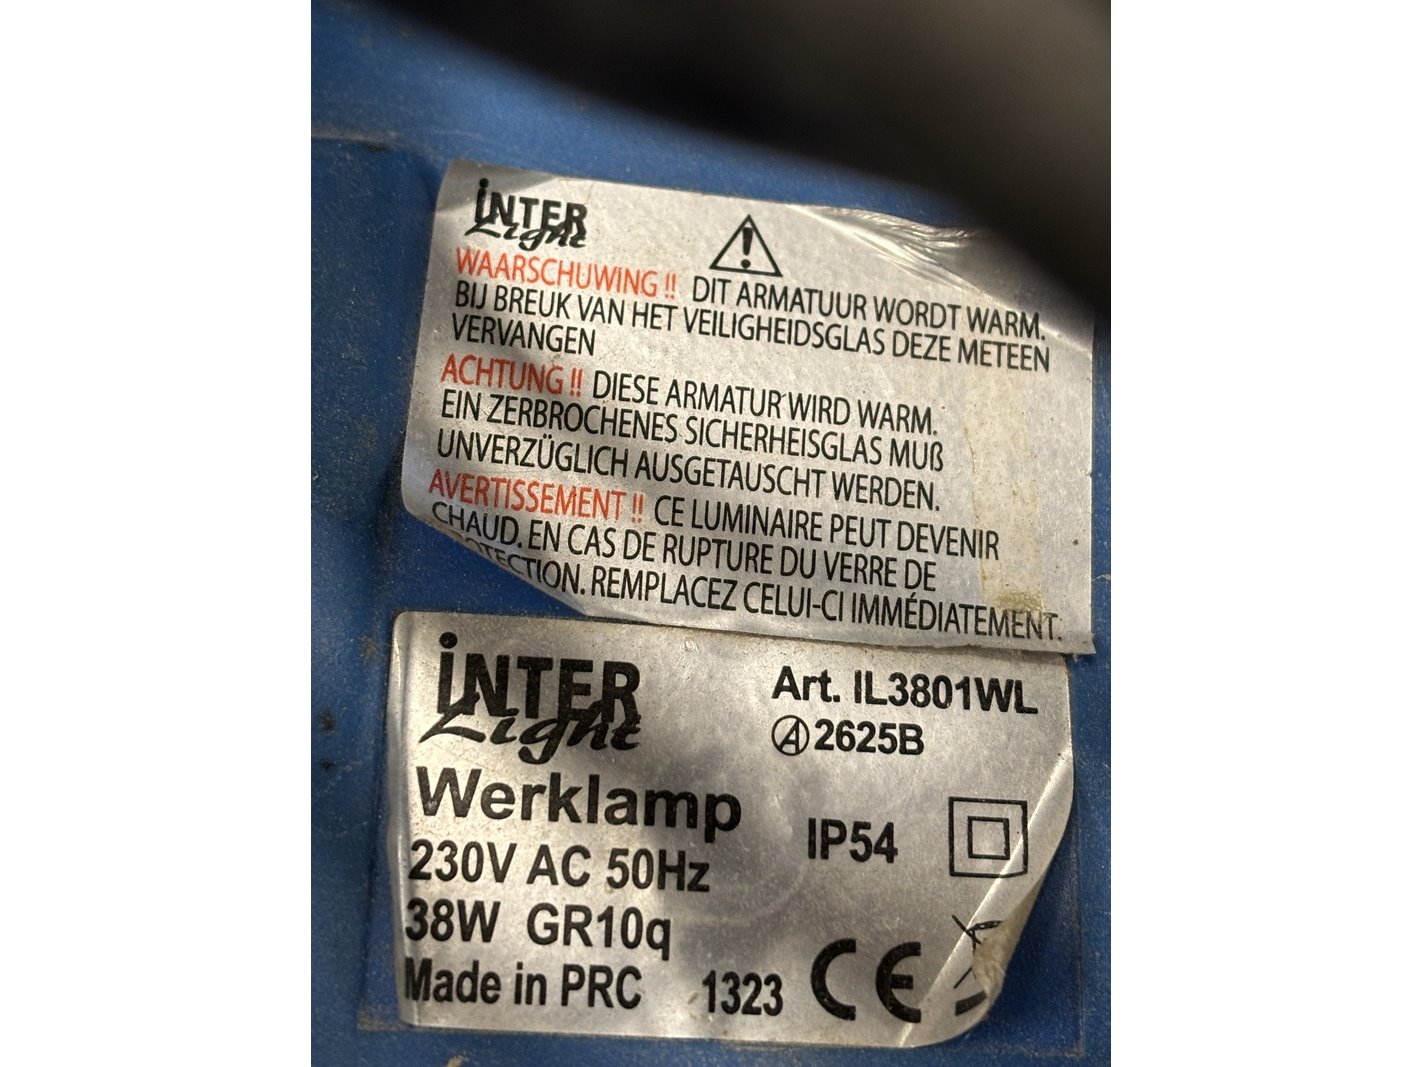 iNTER
Light
WAARSCHUWING !! DIT ARMATUUR WORDT WARM.
BIJ BREUK VAN HET VEILIGHEIDSGLAS DEZE METEEN
VERVANGEN
ACHTUNG !! DIESE ARMATUR WIRD WARM.
EIN ZERBROCHENES SICHERHEISGLAS MUß
UNVERZÜGLICH AUSGETAUSCHT WERDEN.
AVERTISSEMENT !! CE LUMINAIRE PEUT DEVENIR
CHAUD. EN CAS DE RUPTURE DU VERRE DE
OTECTION. REMPLACEZ CELUI-CI IMMÉDIATEMENT.
iNTER
Light
Art. IL3801WL
A 2625B
Werklamp
IP54
230V AC 50Hz
38W GR10q
Made in PRC 1323 CE